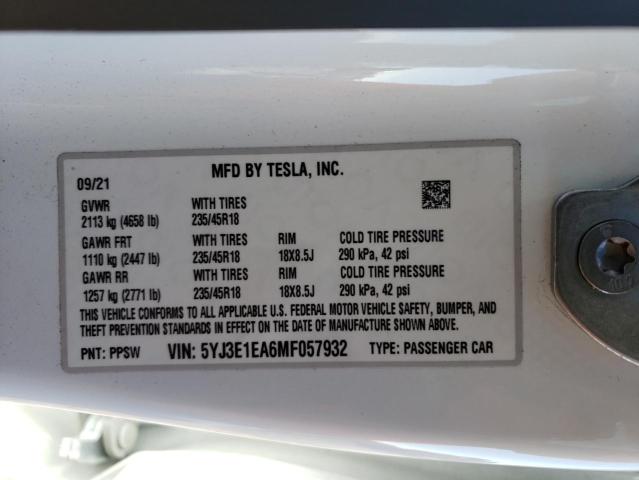 MFD BY TESLA, INC.
09/21
GVWR WITH TIRES
2113 kg (4658 lb) 235/45R18
GAWR FRT WITH TIRES RIM COLD TIRE PRESSURE
1110 kg (2447 lb) 235/45R18 18X8.5J 290 kPa, 42 psi
GAWR RR WITH TIRES RIM COLD TIRE PRESSURE
1257 kg (2771 lb) 235/45R18 18X8.5J 290 kPa, 42 psi
THIS VEHICLE CONFORMS TO ALL APPLICABLE U.S. FEDERAL MOTOR VEHICLE SAFETY, BUMPER, AND
THEFT PREVENTION STANDARDS IN EFFECT ON THE DATE OF MANUFACTURE SHOWN ABOVE.
PNT: PPSW VIN: 5YJ3E1EA6MF057932 TYPE: PASSENGER CAR